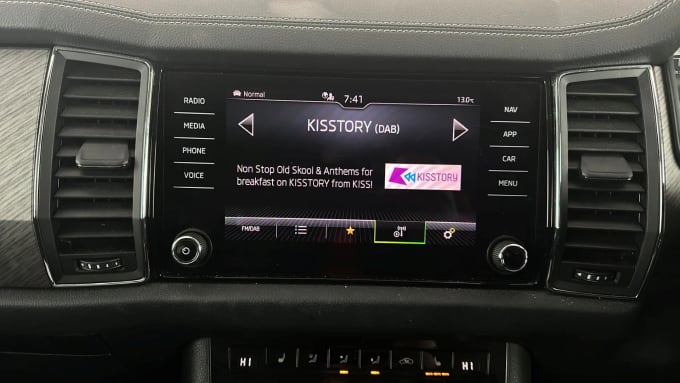 Normal 7:41 13.0°C
RADIO
MEDIA
PHONE
VOICE
KISSTORY (DAB)
Non Stop Old Skool & Anthems for
breakfast on KISSTORY from KISS!
KISSTORY
FM/DAB
NAV
APP
CAR
MENU
HI HI